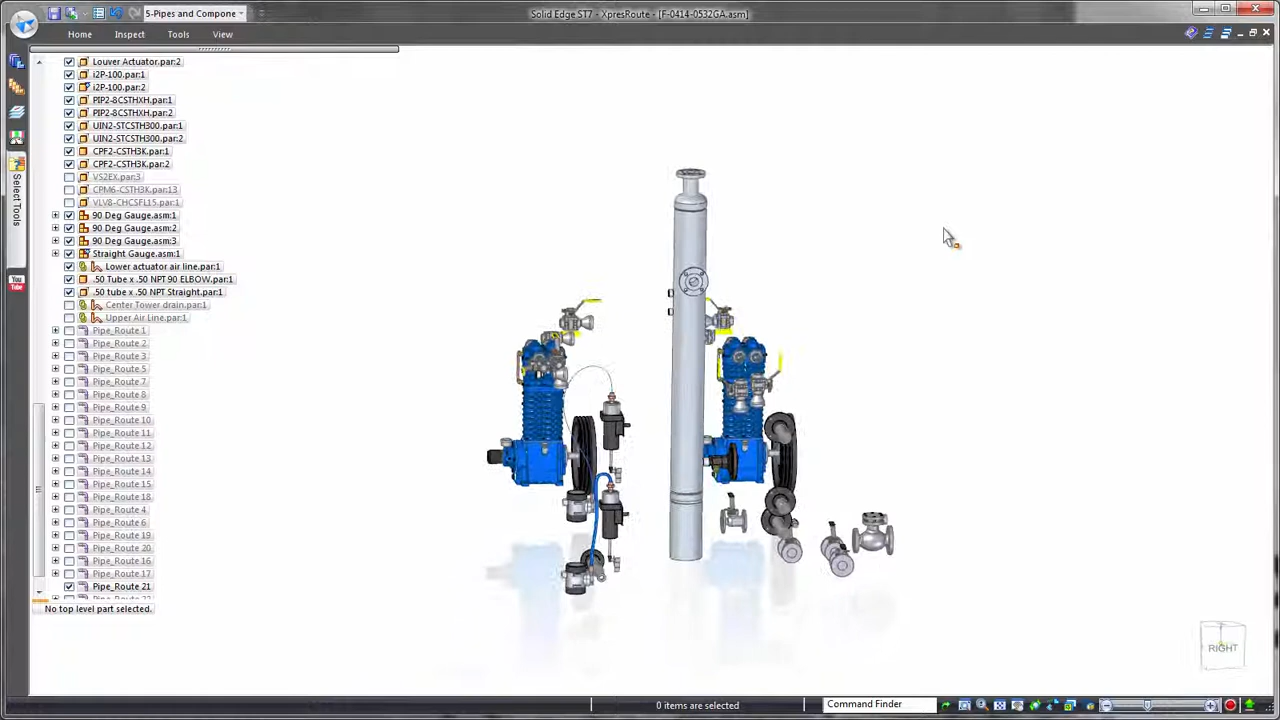 5-Pipes and Compone
Solid Edge ST7 - XpresRoute - [F-0414-0532GA.asm]
Home Inspect Tools View
Louver Actuator.par:2
i2P-100.par:1
i2P-100.par:2
PIP2-8CSTHXH.par:1
PIP2-8CSTHXH.par:2
UIN2-STCSTH300.par:1
UIN2-STCSTH300.par:2
CPF2-CSTH3K.par:1
CPF2-CSTH3K.par:2
VS2EX.par:3
CPM6-CSTH3K.par:13
VLV8-CHCSFL15.par:1
90 Deg Gauge.asm:1
90 Deg Gauge.asm:2
90 Deg Gauge.asm:3
Straight Gauge.asm:1
Lower actuator air line.par:1
.50 Tube x .50 NPT 90 ELBOW.par:1
.50 tube x .50 NPT Straight.par:1
Center Tower drain.par:1
Upper Air Line.par:1
Pipe_Route 1
Pipe_Route 2
Pipe_Route 3
Pipe_Route 5
Pipe_Route 7
Pipe_Route 8
Pipe_Route 9
Pipe_Route 10
Pipe_Route 11
Pipe_Route 12
Pipe_Route 13
Pipe_Route 14
Pipe_Route 15
Pipe_Route 18
Pipe_Route 4
Pipe_Route 6
Pipe_Route 19
Pipe_Route 20
Pipe_Route 16
Pipe_Route 17
Pipe_Route 21
No top level part selected.
Select Tools
You Tube
RIGHT
0 items are selected
Command Finder